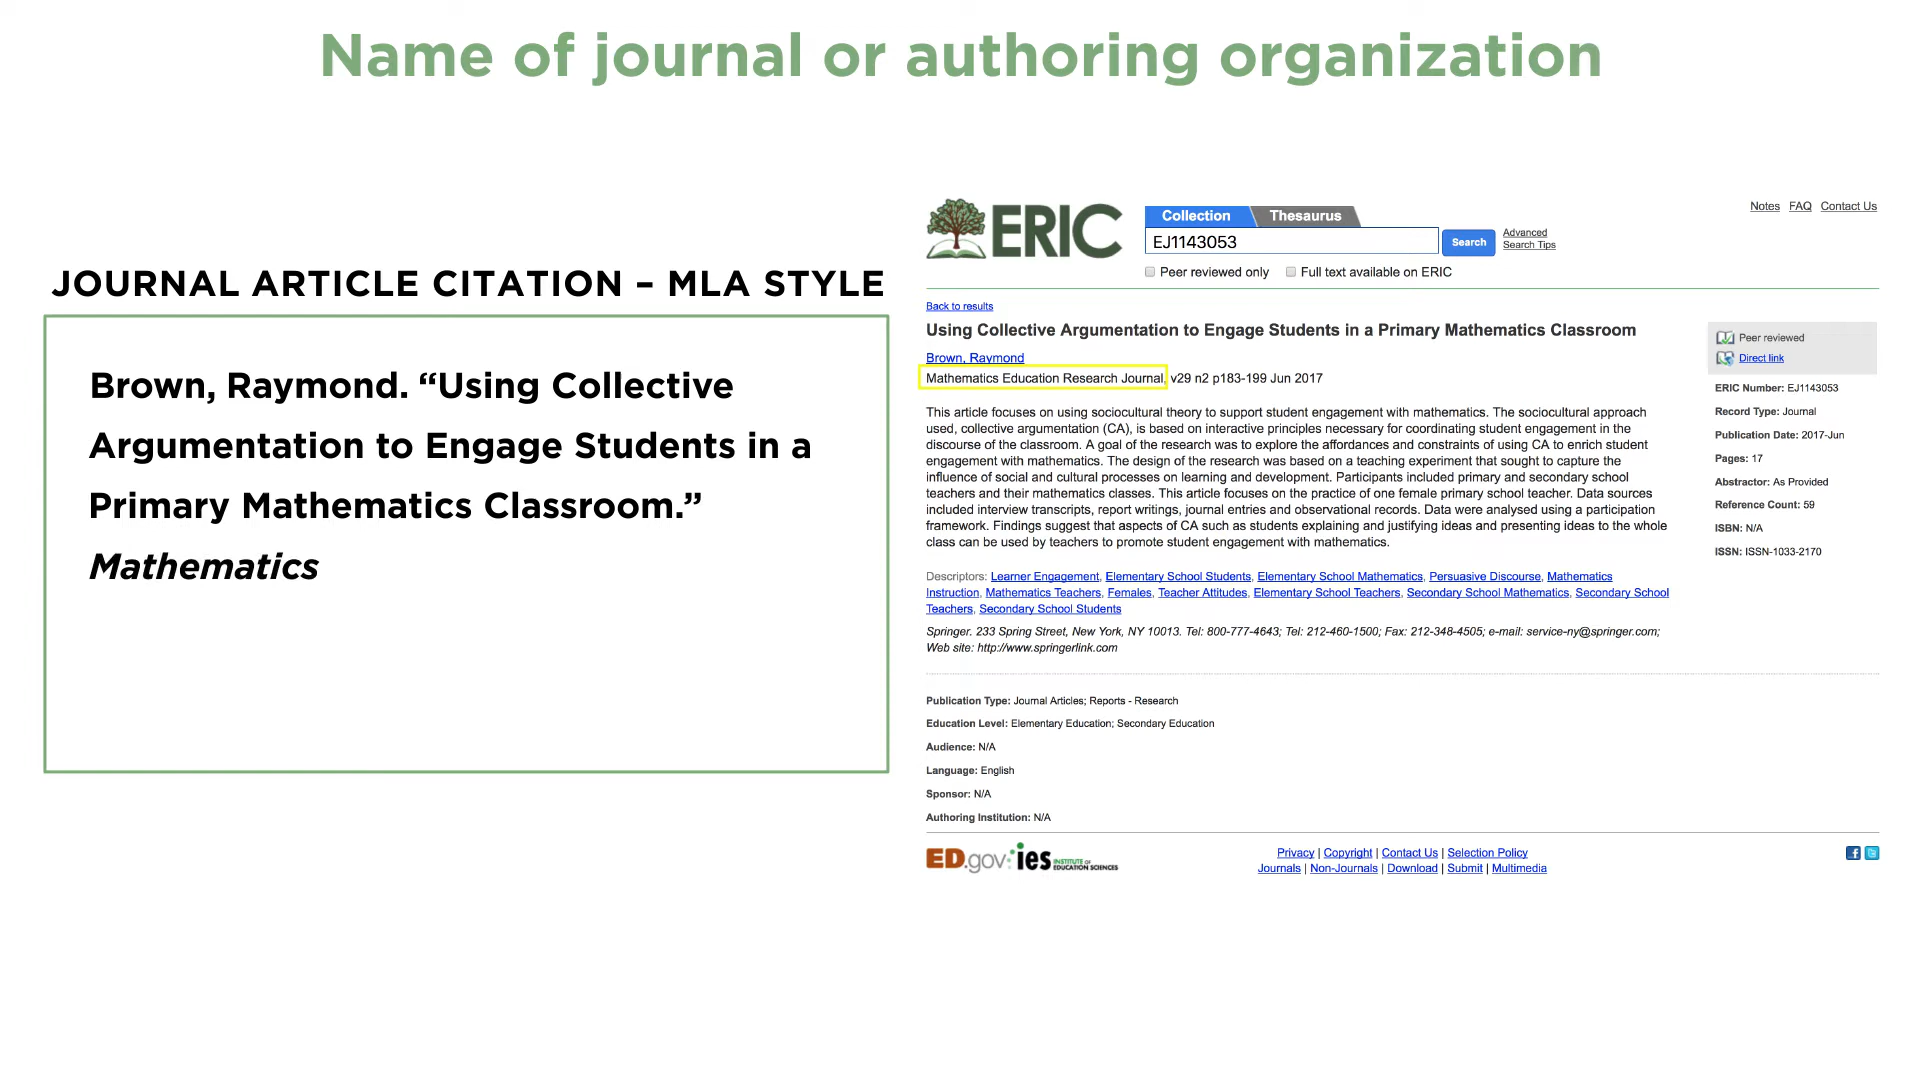 Name of journal or authoring organization
JOURNAL ARTICLE CITATION – MLA STYLE
Brown, Raymond. “Using Collective
Argumentation to Engage Students in a
Primary Mathematics Classroom.”
Mathematics
ERIC
Collection Thesaurus
EJ1143053
Search
Advanced
Search Tips
Peer reviewed only Full text available on ERIC
Notes FAQ Contact Us
Back to results
Using Collective Argumentation to Engage Students in a Primary Mathematics Classroom
Brown, Raymond
Mathematics Education Research Journal, v29 n2 p183-199 Jun 2017
This article focuses on using sociocultural theory to support student engagement with mathematics. The sociocultural approach
used, collective argumentation (CA), is based on interactive principles necessary for coordinating student engagement in the
discourse of the classroom. A goal of the research was to explore the affordances and constraints of using CA to enrich student
engagement with mathematics. The design of the research was based on a teaching experiment that sought to capture the
influence of social and cultural processes on learning and development. Participants included primary and secondary school
teachers and their mathematics classes. This article focuses on the practice of one female primary school teacher. Data sources
included interview transcripts, report writings, journal entries and observational records. Data were analysed using a participation
framework. Findings suggest that aspects of CA such as students explaining and justifying ideas and presenting ideas to the whole
class can be used by teachers to promote student engagement with mathematics.
Descriptors: Learner Engagement, Elementary School Students, Elementary School Mathematics, Persuasive Discourse, Mathematics
Instruction, Mathematics Teachers, Females, Teacher Attitudes, Elementary School Teachers, Secondary School Mathematics, Secondary School
Teachers, Secondary School Students
Springer. 233 Spring Street, New York, NY 10013. Tel: 800-777-4643; Tel: 212-460-1500; Fax: 212-348-4505; e-mail: service-ny@springer.com;
Web site: http://www.springerlink.com
Publication Type: Journal Articles; Reports - Research
Education Level: Elementary Education; Secondary Education
Audience: N/A
Language: English
Sponsor: N/A
Authoring Institution: N/A
Peer reviewed
Direct link
ERIC Number: EJ1143053
Record Type: Journal
Publication Date: 2017-Jun
Pages: 17
Abstractor: As Provided
Reference Count: 59
ISBN: N/A
ISSN: ISSN-1033-2170
ED.gov ies INSTITUTE OF
EDUCATION SCIENCES
Privacy | Copyright | Contact Us | Selection Policy
Journals | Non-Journals | Download | Submit | Multimedia